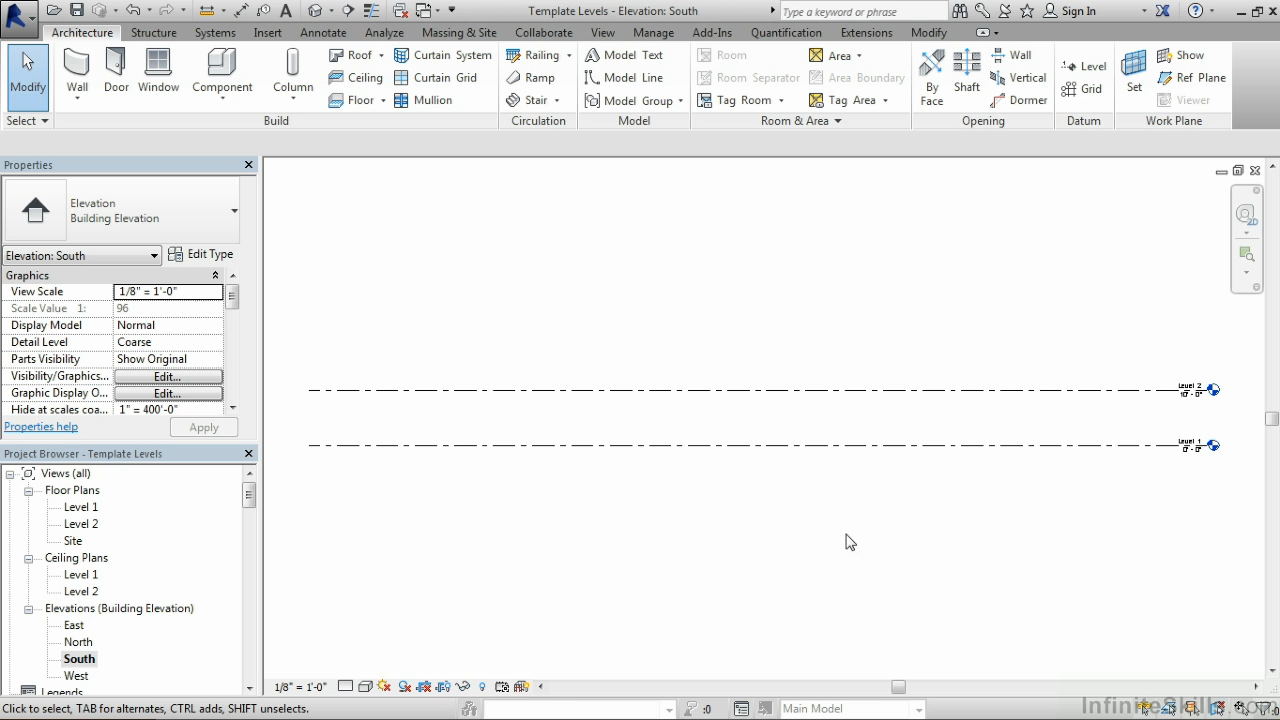 Template Levels - Elevation: South
Type a keyword or phrase
Sign In
Architecture Structure Systems Insert Annotate Analyze Massing & Site Collaborate View Manage Add-Ins Quantification Extensions Modify
Modify
Wall
Door
Window
Component
Column
Roof
Ceiling
Floor
Curtain System
Curtain Grid
Mullion
Railing
Ramp
Stair
Model Text
Model Line
Model Group
Room
Room Separator
Tag Room
Area
Area Boundary
Tag Area
By
Face
Shaft
Wall
Vertical
Dormer
Level
Grid
Set
Show
Ref Plane
Viewer
Select
Build
Circulation
Model
Room & Area
Opening
Datum
Work Plane
Properties
Elevation
Building Elevation
Elevation: South
Edit Type
Graphics
View Scale 1/8" = 1'-0"
Scale Value 1: 96
Display Model Normal
Detail Level Coarse
Parts Visibility Show Original
Visibility/Graphics... Edit...
Graphic Display O... Edit...
Hide at scales coa... 1" = 400'-0"
Properties help
Apply
Project Browser - Template Levels
Views (all)
Floor Plans
Level 1
Level 2
Site
Ceiling Plans
Level 1
Level 2
Elevations (Building Elevation)
East
North
South
West
Legends
2D
Level 2
10' - 0"
Level 1
0' - 0"
1/8" = 1'-0"
Click to select, TAB for alternates, CTRL adds, SHIFT unselects.
:0
Main Model